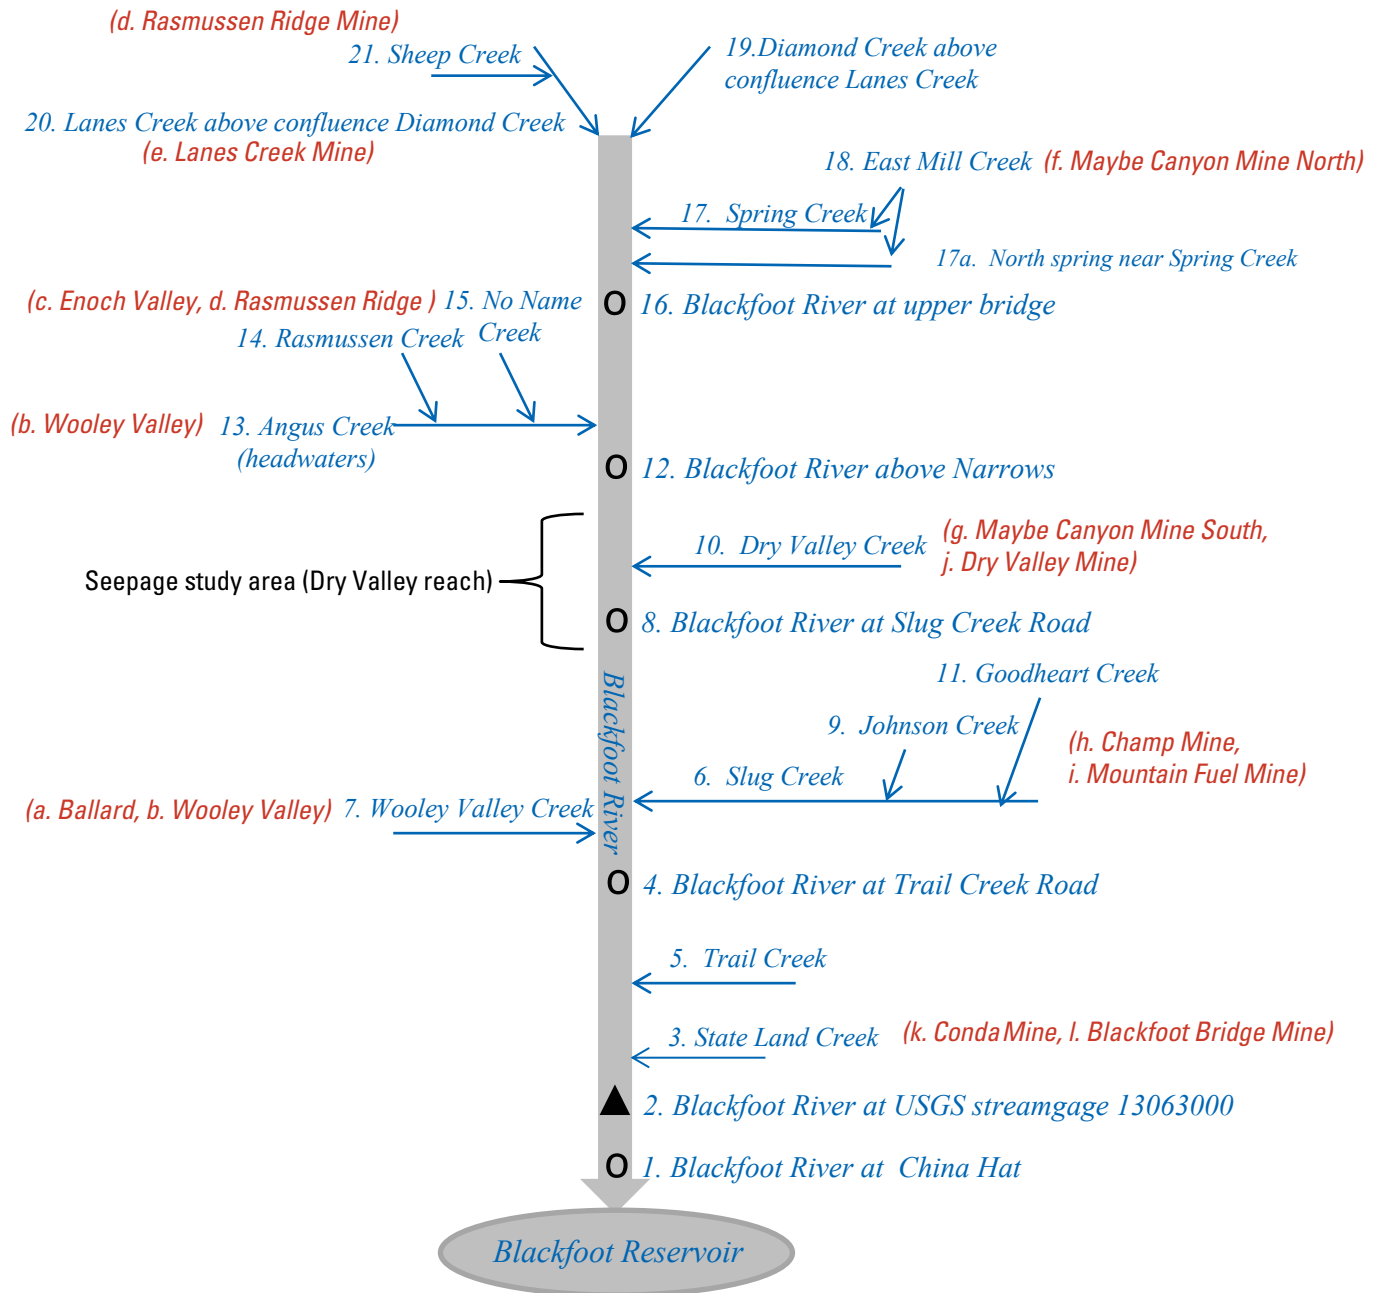 (d. Rasmussen Ridge Mine)
21. Sheep Creek
19.Diamond Creek above
confluence Lanes Creek
20. Lanes Creek above confluence Diamond Creek
(e. Lanes Creek Mine)
18. East Mill Creek (f. Maybe Canyon Mine North)
17. Spring Creek
17a. North spring near Spring Creek
(c. Enoch Valley, d. Rasmussen Ridge ) 15. No Name
Creek
16. Blackfoot River at upper bridge
14. Rasmussen Creek
(b. Wooley Valley) 13. Angus Creek
(headwaters)
12. Blackfoot River above Narrows
10. Dry Valley Creek (g. Maybe Canyon Mine South,
j. Dry Valley Mine)
Seepage study area (Dry Valley reach)
8. Blackfoot River at Slug Creek Road
11. Goodheart Creek
9. Johnson Creek
(h. Champ Mine,
i. Mountain Fuel Mine)
6. Slug Creek
Blackfoot River
(a. Ballard, b. Wooley Valley) 7. Wooley Valley Creek
4. Blackfoot River at Trail Creek Road
5. Trail Creek
3. State Land Creek (k. Conda Mine, l. Blackfoot Bridge Mine)
2. Blackfoot River at USGS streamgage 13063000
1. Blackfoot River at China Hat
Blackfoot Reservoir